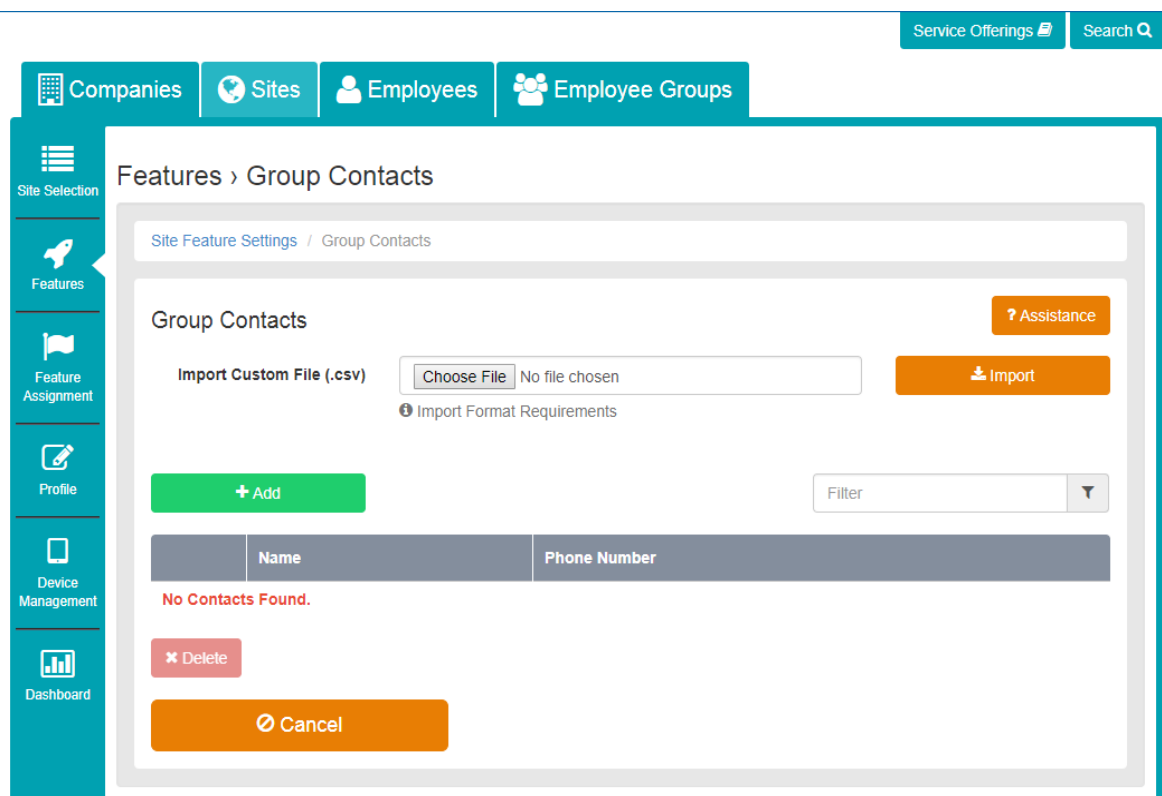 Service Offerings
Search
Companies
Sites
Employees
Employee Groups
Site Selection
Features
Feature
Assignment
Profile
Device
Management
Dashboard
Features › Group Contacts
Site Feature Settings / Group Contacts
Group Contacts
? Assistance
Import Custom File (.csv)
Choose File No file chosen
Import
Import Format Requirements
+ Add
Filter
Name
Phone Number
No Contacts Found.
Delete
Cancel